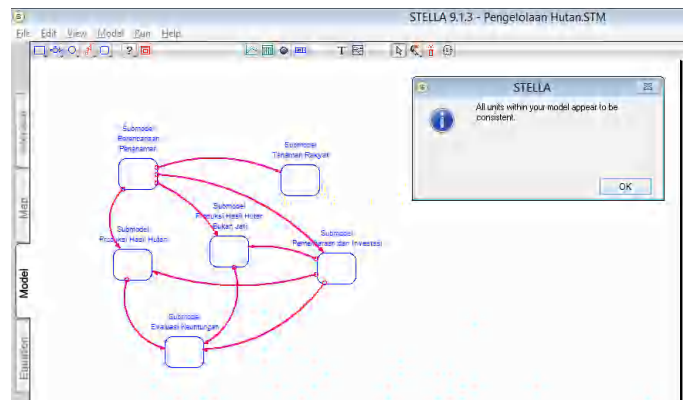 STELLA 9.1.3 - Pengelolaan Hutan.STM
File Edit View Model Run Help
STELLA
All units within your model appear to be
consistent.
OK
Interface
Map
Model
Equation
Submodel
Perencanaan
Penanaman
Submodel
Tanaman Rakyat
Submodel
Produksi Hasil Hutan
Bukan Jati
Submodel
Produksi Hasil Hutan
Submodel
Pemeliharaan dan Investasi
Submodel
Evaluasi Keuntungan